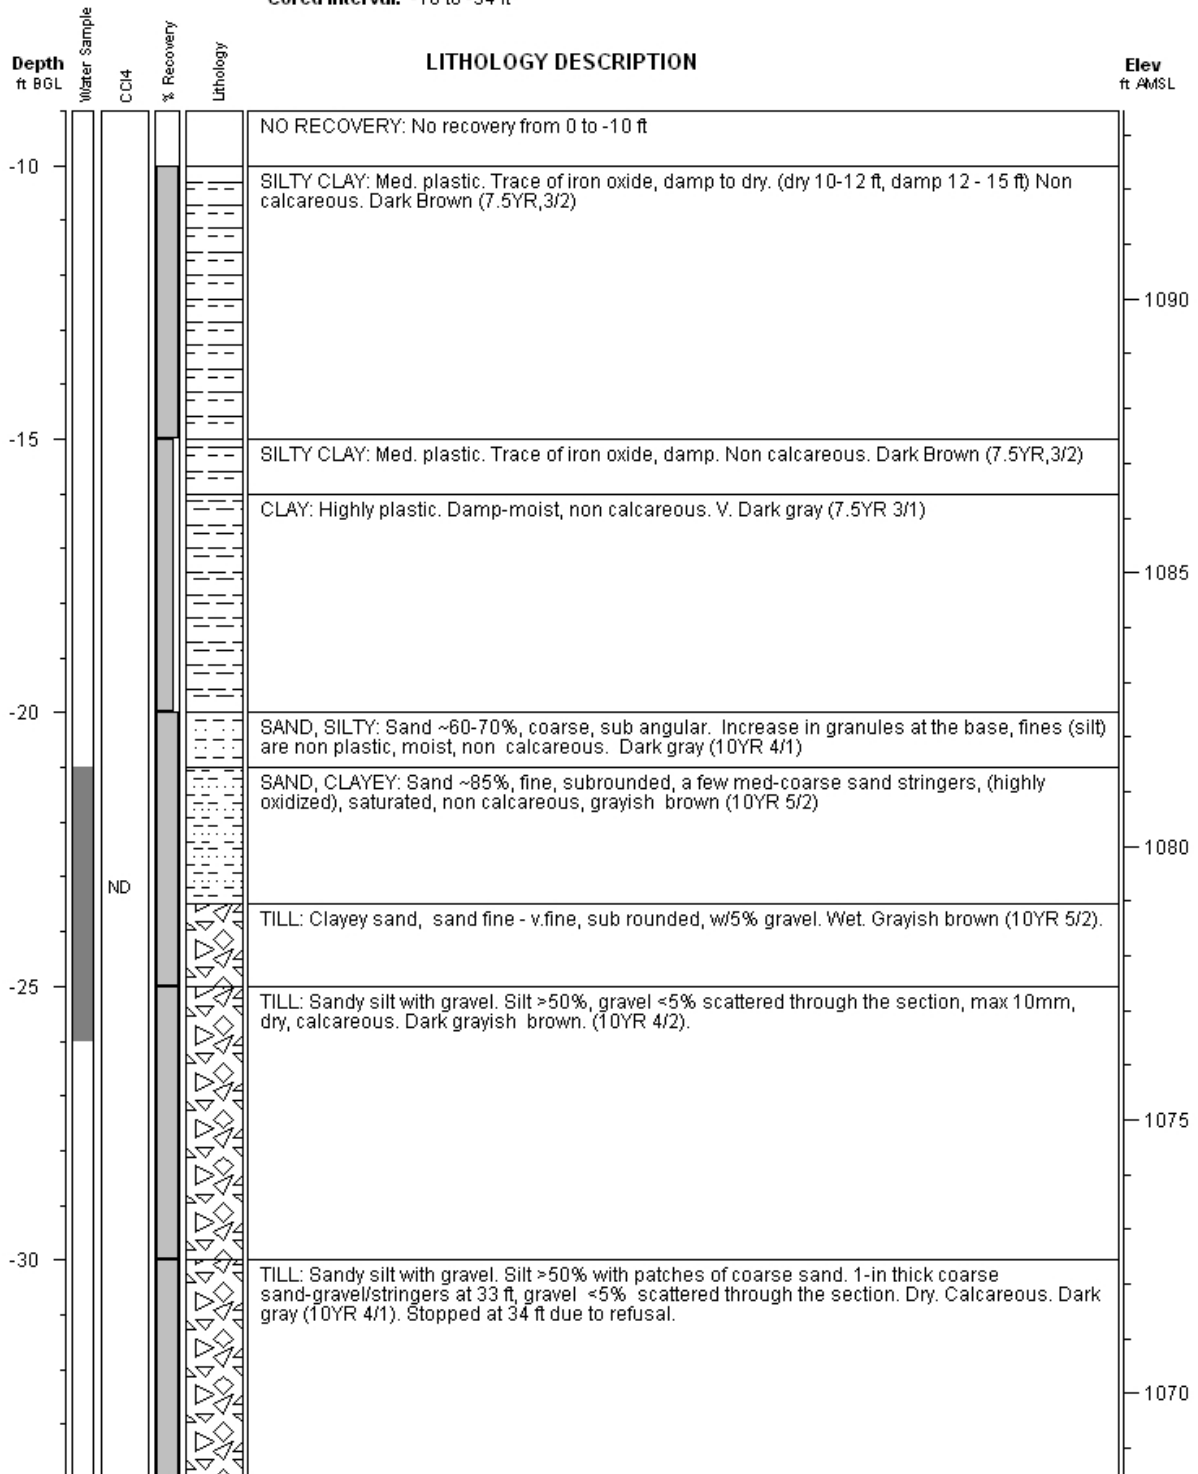 Cored Interval: -10 to -34 ft
Depth
ft BGL
Water Sample
CCl4
% Recovery
Lithology
LITHOLOGY DESCRIPTION
Elev
ft AMSL
NO RECOVERY: No recovery from 0 to -10 ft
-10
SILTY CLAY: Med. plastic. Trace of iron oxide, damp to dry. (dry 10-12 ft, damp 12 - 15 ft) Non
calcareous. Dark Brown (7.5YR,3/2)
1090
-15
SILTY CLAY: Med. plastic. Trace of iron oxide, damp. Non calcareous. Dark Brown (7.5YR,3/2)
CLAY: Highly plastic. Damp-moist, non calcareous. V. Dark gray (7.5YR 3/1)
1085
-20
SAND, SILTY: Sand ~60-70%, coarse, sub angular. Increase in granules at the base, fines (silt)
are non plastic, moist, non calcareous. Dark gray (10YR 4/1)
SAND, CLAYEY: Sand ~85%, fine, subrounded, a few med-coarse sand stringers, (highly
oxidized), saturated, non calcareous, grayish brown (10YR 5/2)
1080
ND
TILL: Clayey sand, sand fine - v.fine, sub rounded, w/5% gravel. Wet. Grayish brown (10YR 5/2).
-25
TILL: Sandy silt with gravel. Silt >50%, gravel <5% scattered through the section, max 10mm,
dry, calcareous. Dark grayish brown. (10YR 4/2).
1075
-30
TILL: Sandy silt with gravel. Silt >50% with patches of coarse sand. 1-in thick coarse
sand-gravel/stringers at 33 ft, gravel <5% scattered through the section. Dry. Calcareous. Dark
gray (10YR 4/1). Stopped at 34 ft due to refusal.
1070